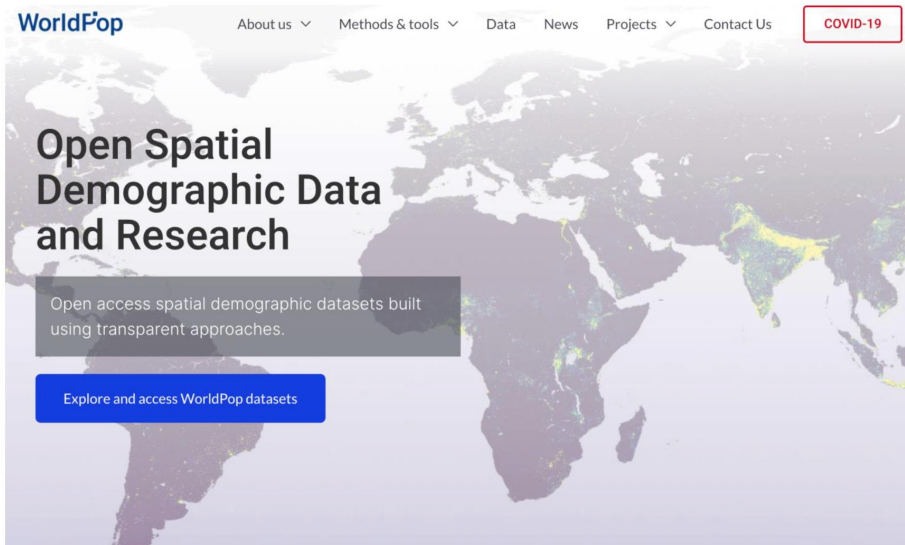 WorldPop
About us
Methods & tools
Data
News
Projects
Contact Us
COVID-19
Open Spatial
Demographic Data
and Research
Open access spatial demographic datasets built
using transparent approaches.
Explore and access WorldPop datasets